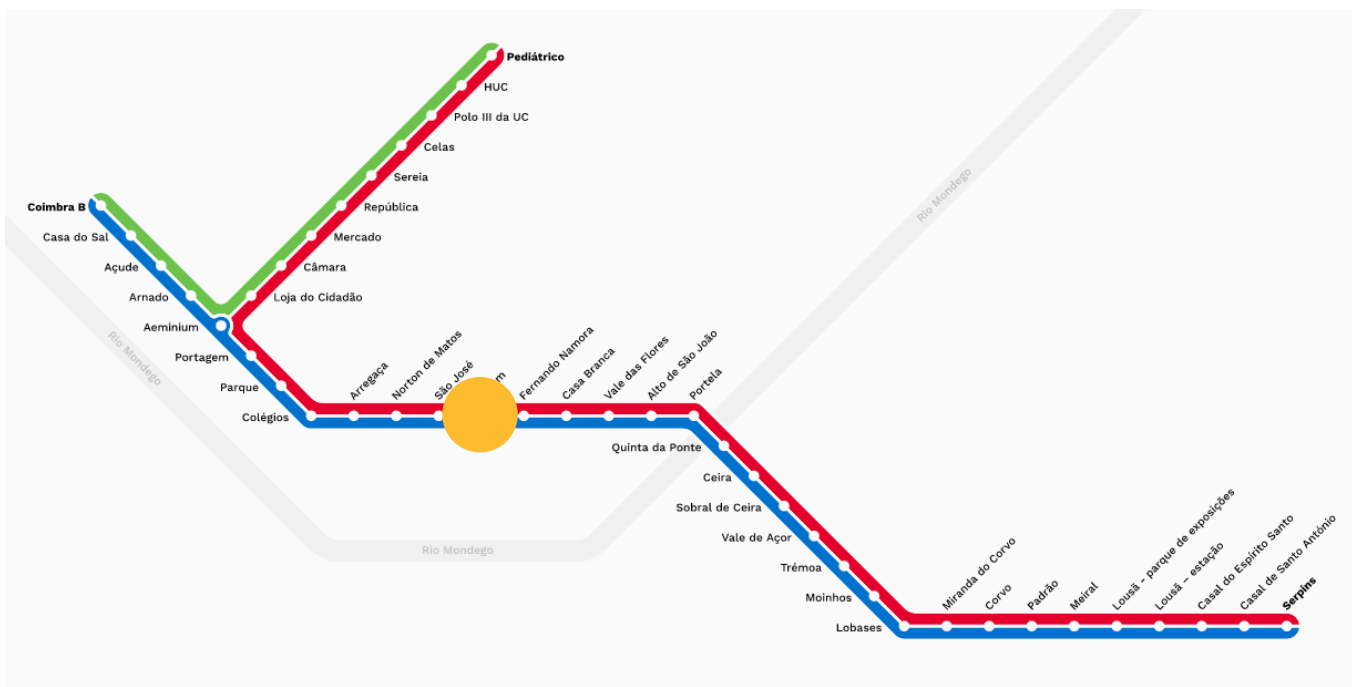 Pediátrico
HUC
Polo III da UC
Celas
Sereia
República
Mercado
Câmara
Loja do Cidadão
Coimbra B
Casa do Sal
Açude
Arnado
Aeminium
Portagem
Parque
Colégios
Arregaça
Norton de Matos
São José
Fernando Namora
Casa Branca
Vale das Flores
Alto de São João
Portela
Quinta da Ponte
Ceira
Sobral de Ceira
Vale de Açor
Trémoa
Moinhos
Lobases
Miranda do Corvo
Corvo
Padrão
Meiral
Lousã - parque de exposições
Lousã – estação
Casal do Espírito Santo
Casal de Santo António
Serpins
Rio Mondego
Rio Mondego
Rio Mondego